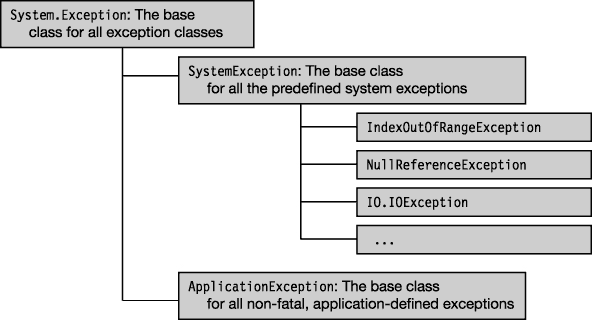 System.Exception: The base
class for all exception classes
SystemException: The base class
for all the predefined system exceptions
IndexOutOfRangeException
NullReferenceException
IO.IOException
...
ApplicationException: The base class
for all non-fatal, application-defined exceptions